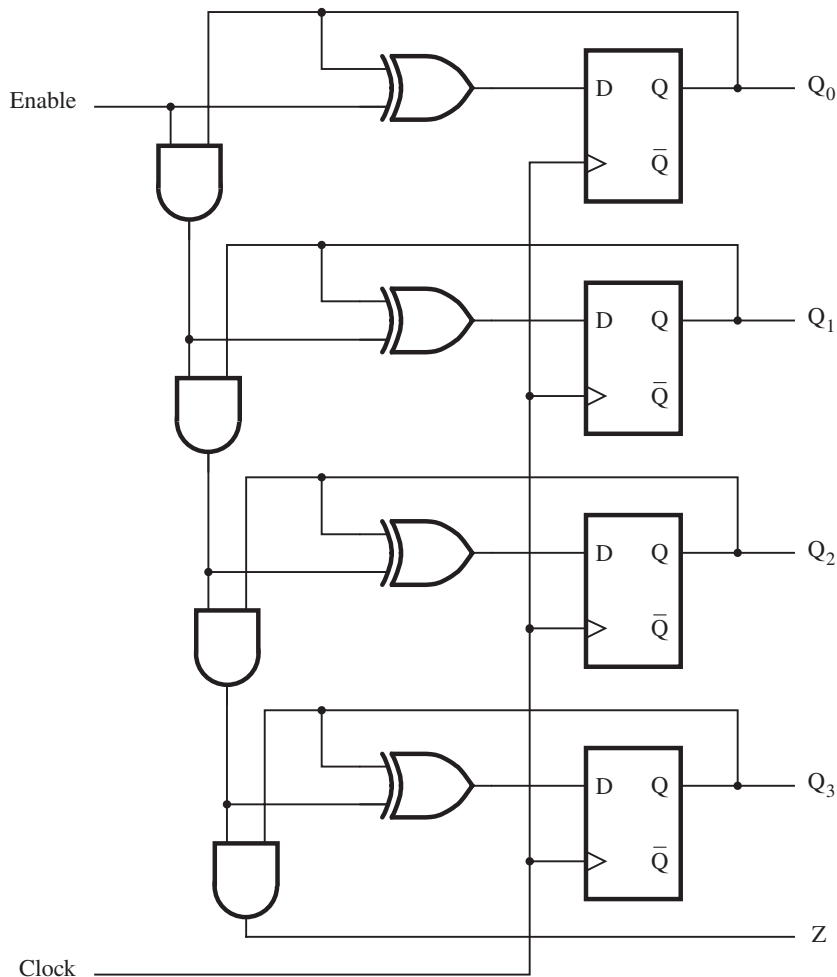 D Q Q₀
Enable
Q̅
D Q Q₁
Q̅
D Q Q₂
Q̅
D Q Q₃
Q̅
Z
Clock